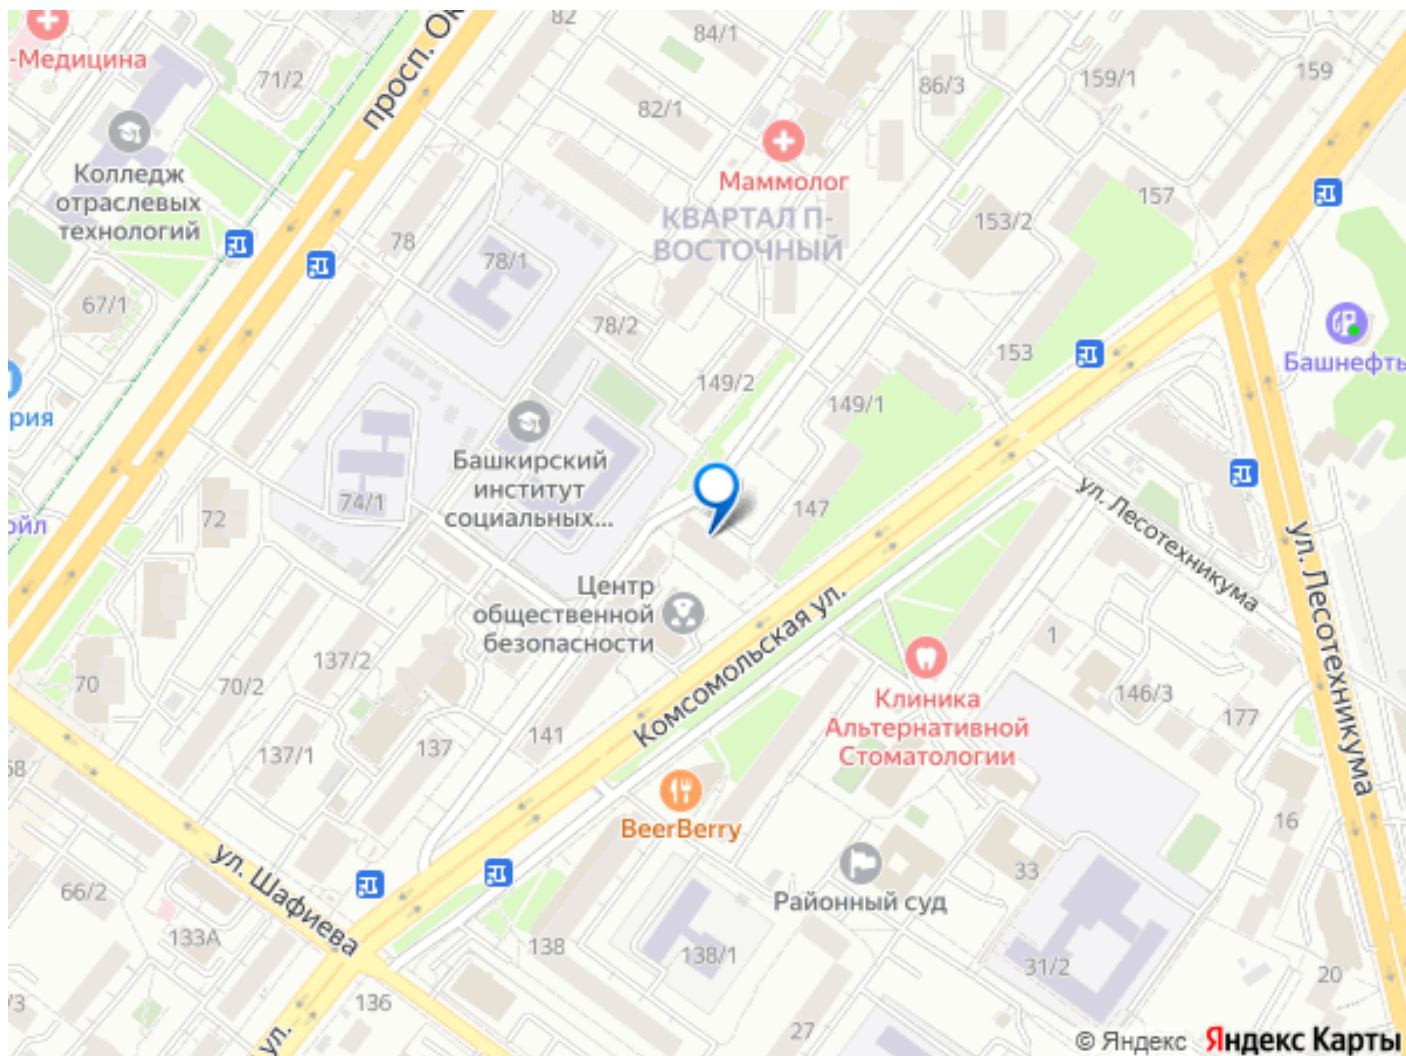 82
84/1
-Медицина
71/2
просп. Ок
159/1
159
86/3
82/1
Колледж
отраслевых
технологий
Маммолог
КВАРТАЛ П-
ВОСТОЧНЫЙ
157
153/2
78
78/1
67/1
78/2
153
Башнефть
149/2
149/1
рия
Башкирский
институт
социальных...
74/1
72
ойл
147
ул. Лесотехникума
ул. Лесотехникума
Центр
общественной
безопасности
Комсомольская ул.
1
137/2
70
70/2
146/3
177
Клиника
Альтернативной
Стоматологии
141
137
137/1
68
BeerBerry
16
ул. Шафиева
33
66/2
Районный суд
133А
138
138/1
31/2
20
/3
136
27
ул.
© Яндекс Яндекс Карты